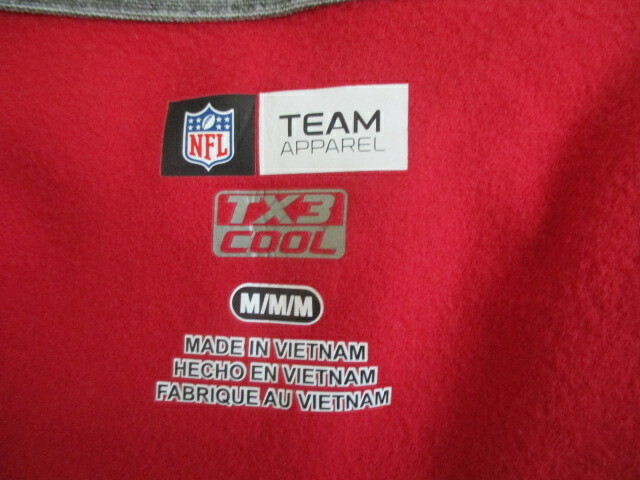 NFL
TEAM
APPAREL
TX3
COOL
M/M/M
MADE IN VIETNAM
HECHO EN VIETNAM
FABRIQUE AU VIETNAM